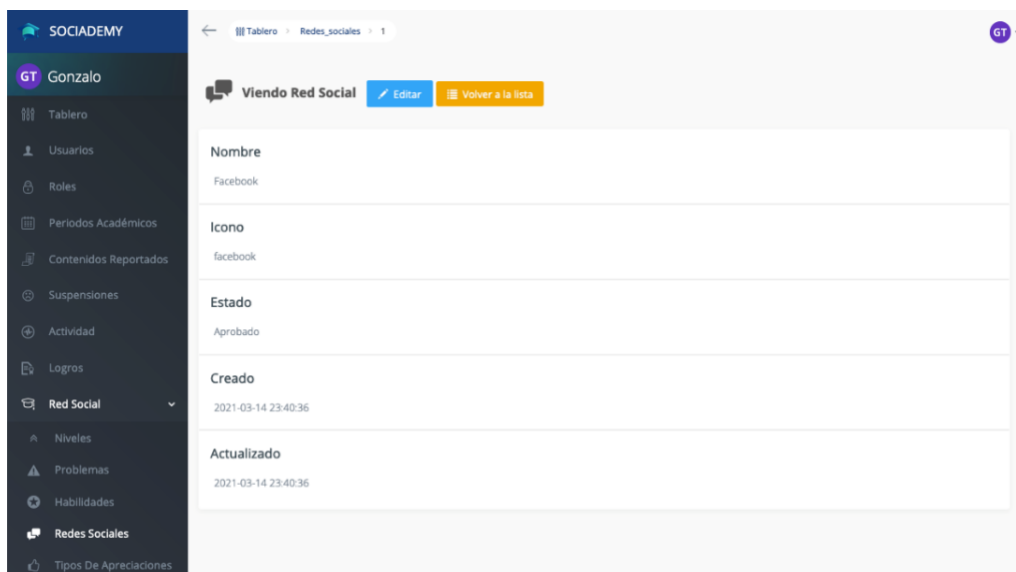 SOCIADEMY
GT Gonzalo
Tablero
Usuarios
Roles
Periodos Académicos
Contenidos Reportados
Suspensiones
Actividad
Logros
Red Social
Niveles
Problemas
Habilidades
Redes Sociales
Tipos De Apreciaciones
Tablero > Redes_sociales > 1
GT
Viendo Red Social Editar Volver a la lista
Nombre
Facebook
Icono
facebook
Estado
Aprobado
Creado
2021-03-14 23:40:36
Actualizado
2021-03-14 23:40:36